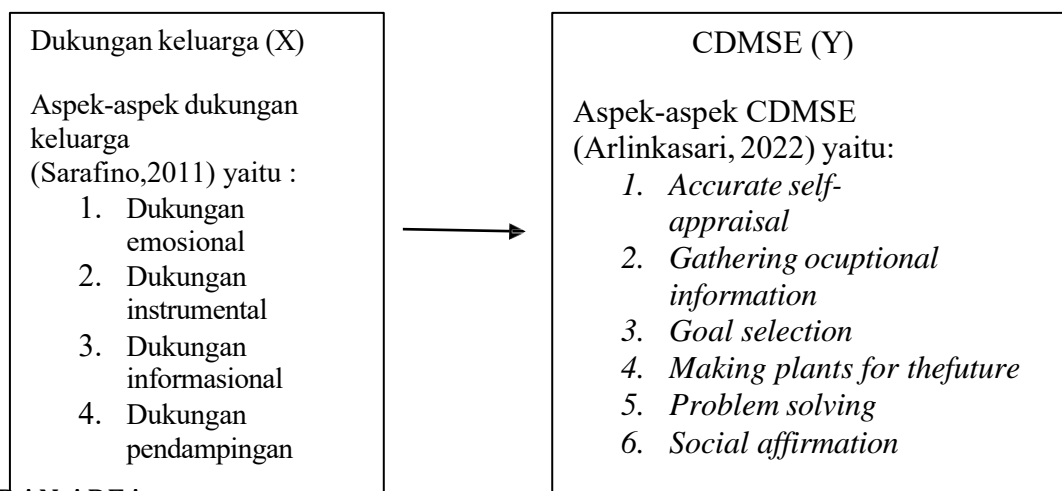 Dukungan keluarga (X)
Aspek-aspek dukungan
keluarga
(Sarafino,2011) yaitu :
1. Dukungan
emosional
2. Dukungan
instrumental
3. Dukungan
informasional
4. Dukungan
pendampingan
CDMSE (Y)
Aspek-aspek CDMSE
(Arlinkasari, 2022) yaitu:
1. Accurate self-
appraisal
2. Gathering ocuptional
information
3. Goal selection
4. Making plants for thefuture
5. Problem solving
6. Social affirmation